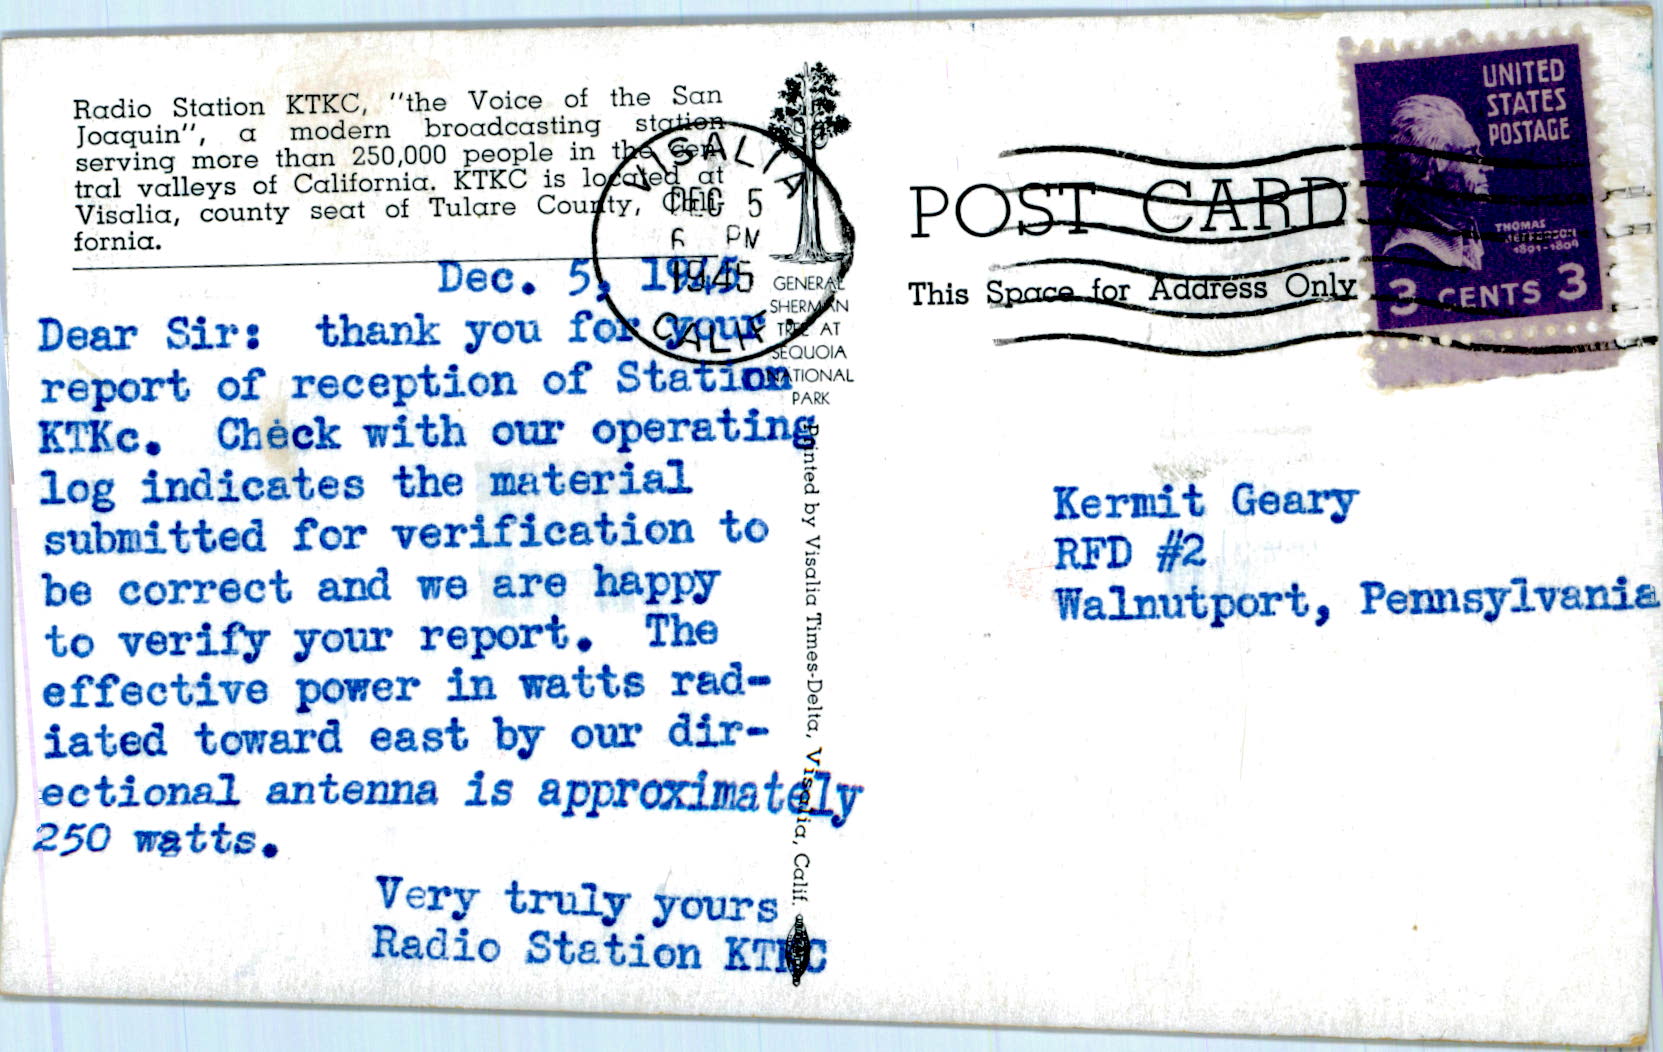 Radio Station KTKC, "the Voice of the San
Joaquin", a modern broadcasting station
serving more than 250,000 people in the cen-
tral valleys of California. KTKC is located at
Visalia, county seat of Tulare County, Cali-
fornia.
VISALIA
DEC 5
6 PM
1945
CALIF.
GENERAL
SHERMAN
TREE AT
SEQUOIA
NATIONAL
PARK
Dec. 5, 1945
Dear Sir: thank you for your
report of reception of Station
KTKc. Check with our operating
log indicates the material
submitted for verification to
be correct and we are happy
to verify your report. The
effective power in watts rad-
iated toward east by our dir-
ectional antenna is approximately
250 watts.
Very truly yours
Radio Station KTKC
Printed by Visalia Times-Delta, Visalia, Calif.
POST CARD
This Space for Address Only
UNITED
STATES
POSTAGE
THOMAS
JEFFERSON
1801-1809
3 CENTS 3
Kermit Geary
RFD #2
Walnutport, Pennsylvania